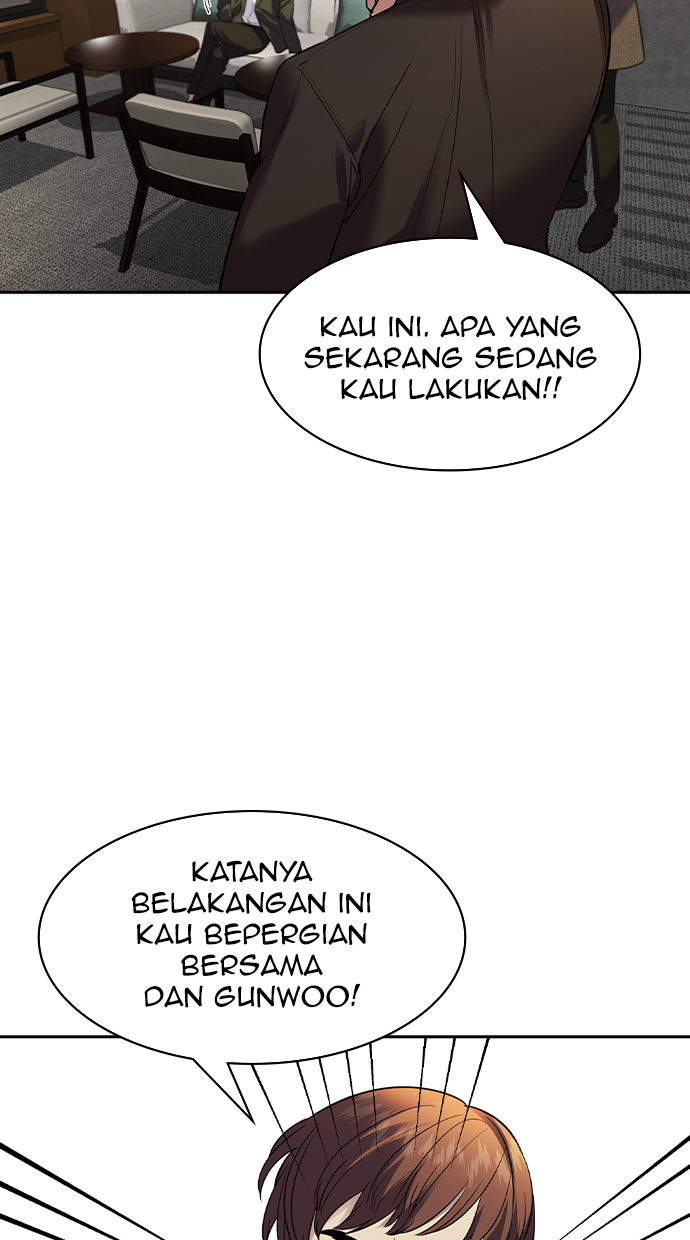 KAU INI. APA YANG
SEKARANG SEDANG
KAU LAKUKAN!!
KATANYA
BELAKANGAN INI
KAU BEPERGIAN
BERSAMA
DAN GUNWOO!